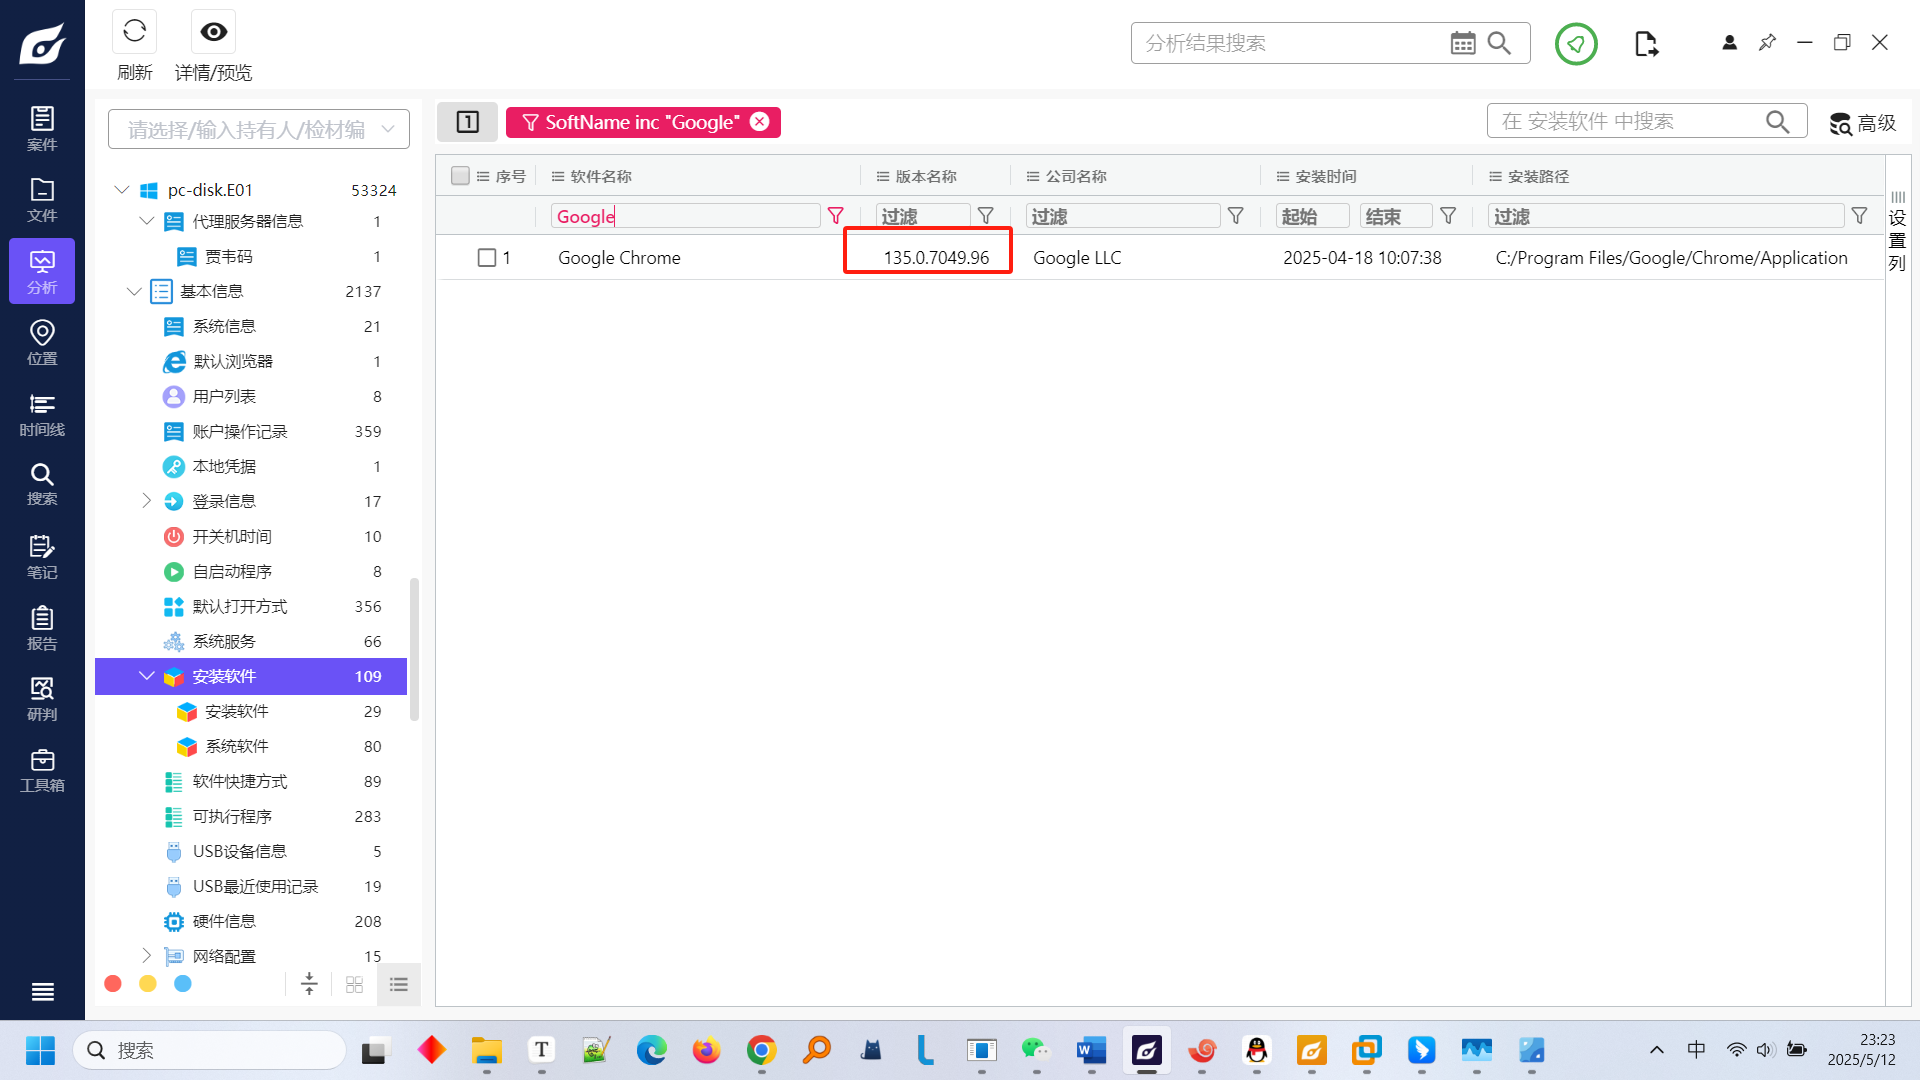 刷新
详情/预览
分析结果搜索
案件
文件
分析
位置
时间线
搜索
笔记
报告
研判
工具箱
请选择/输入持有人/检材编
pc-disk.E01 53324
代理服务器信息 1
贾韦码 1
基本信息 2137
系统信息 21
默认浏览器 1
用户列表 8
账户操作记录 359
本地凭据 1
登录信息 17
开关机时间 10
自启动程序 8
默认打开方式 356
系统服务 66
安装软件 109
安装软件 29
系统软件 80
软件快捷方式 89
可执行程序 283
USB设备信息 5
USB最近使用记录 19
硬件信息 208
网络配置 15
1 SoftName inc "Google"
在 安装软件 中搜索
高级
序号 软件名称 版本名称 公司名称 安装时间 安装路径
Google 过滤 过滤 起始 结束 过滤
1 Google Chrome 135.0.7049.96 Google LLC 2025-04-18 10:07:38 C:/Program Files/Google/Chrome/Application
设置列
搜索
T
W
中
23:23
2025/5/12